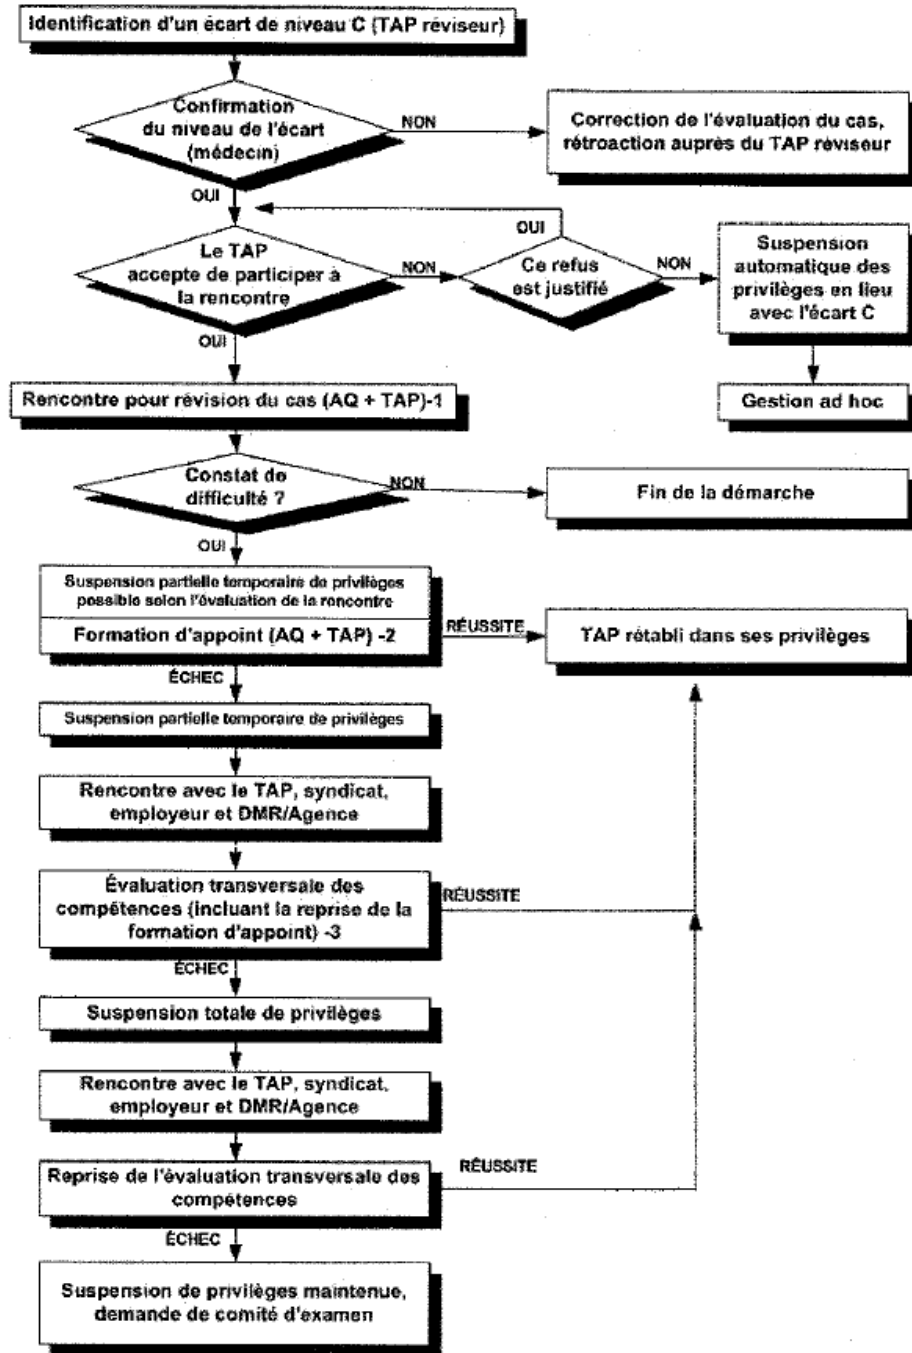 Identification d'un écart de niveau C (TAP réviseur)
Confirmation
du niveau de l'écart
(médecin)
NON
Correction de l'évaluation du cas,
rétroaction auprès du TAP réviseur
OUI
Le TAP
accepte de participer à
la rencontre
NON
OUI
Ce refus
est justifié
NON
Suspension
automatique des
privilèges en lieu
avec l'écart C
OUI
Gestion ad hoc
Rencontre pour révision du cas (AQ + TAP)-1
Constat de
difficulté ?
NON
Fin de la démarche
OUI
Suspension partielle temporaire de privilèges
possible selon l'évaluation de la rencontre
Formation d'appoint (AQ + TAP) -2
RÉUSSITE
TAP rétabli dans ses privilèges
ÉCHEC
Suspension partielle temporaire de privilèges
Rencontre avec le TAP, syndicat,
employeur et DMR/Agence
Évaluation transversale des
compétences (incluant la reprise de la
formation d'appoint) -3
RÉUSSITE
ÉCHEC
Suspension totale de privilèges
Rencontre avec le TAP, syndicat,
employeur et DMR/Agence
Reprise de l'évaluation transversale des
compétences
RÉUSSITE
ÉCHEC
Suspension de privilèges maintenue,
demande de comité d'examen